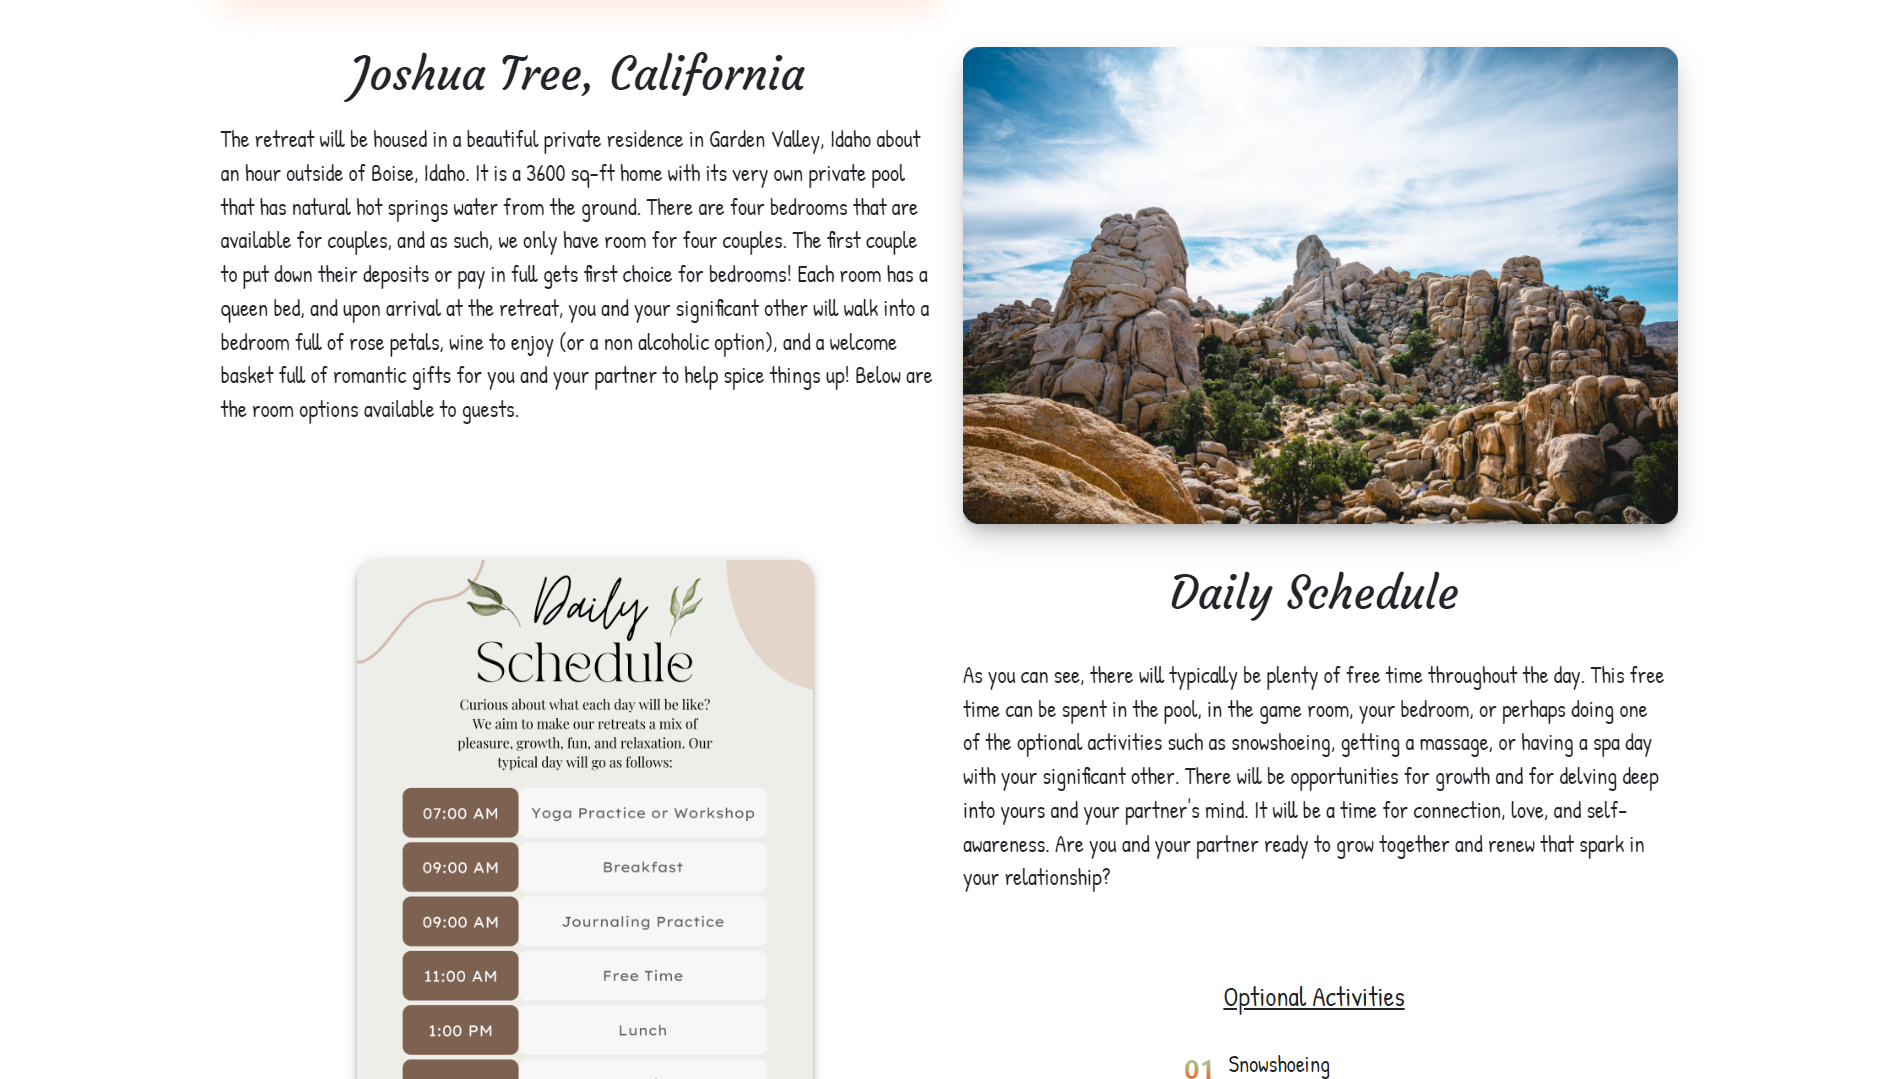 Joshua Tree, California
The retreat will be housed in a beautiful private residence in Garden Valley, Idaho about
an hour outside of Boise, Idaho. It is a 3600 sq-ft home with its very own private pool
that has natural hot springs water from the ground. There are four bedrooms that are
available for couples, and as such, we only have room for four couples. The first couple
to put down their deposits or pay in full gets first choice for bedrooms! Each room has a
queen bed, and upon arrival at the retreat, you and your significant other will walk into a
bedroom full of rose petals, wine to enjoy (or a non alcoholic option), and a welcome
basket full of romantic gifts for you and your partner to help spice things up! Below are
the room options available to guests.
Daily
Schedule
Curious about what each day will be like?
We aim to make our retreats a mix of
pleasure, growth, fun, and relaxation. Our
typical day will go as follows:
07:00 AM Yoga Practice or Workshop
09:00 AM Breakfast
09:00 AM Journaling Practice
11:00 AM Free Time
1:00 PM Lunch
Daily Schedule
As you can see, there will typically be plenty of free time throughout the day. This free
time can be spent in the pool, in the game room, your bedroom, or perhaps doing one
of the optional activities such as snowshoeing, getting a massage, or having a spa day
with your significant other. There will be opportunities for growth and for delving deep
into yours and your partner's mind. It will be a time for connection, love, and self-
awareness. Are you and your partner ready to grow together and renew that spark in
your relationship?
Optional Activities
01 Snowshoeing